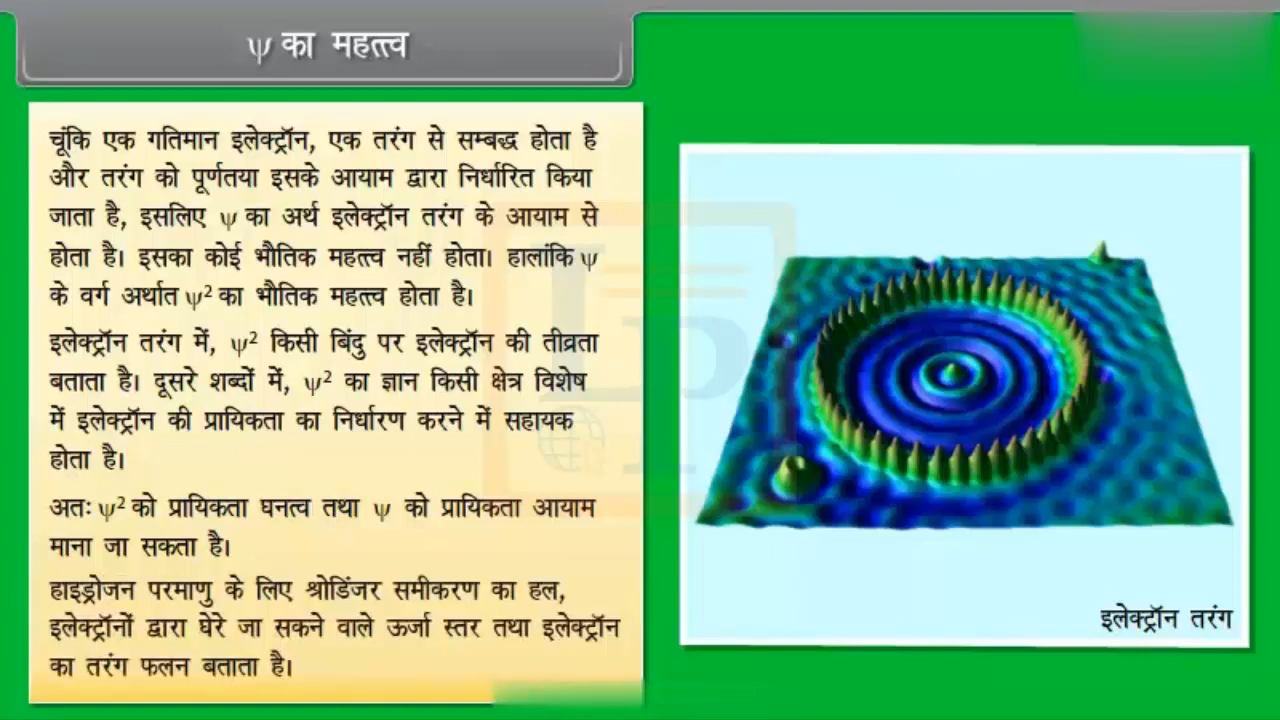 ψ का महत्त्व
चूंकि एक गतिमान इलेक्ट्रॉन, एक तरंग से सम्बद्ध होता है
और तरंग को पूर्णतया इसके आयाम द्वारा निर्धारित किया
जाता है, इसलिए ψ का अर्थ इलेक्ट्रॉन तरंग के आयाम से
होता है। इसका कोई भौतिक महत्त्व नहीं होता। हालांकि ψ
के वर्ग अर्थात ψ² का भौतिक महत्त्व होता है।
इलेक्ट्रॉन तरंग में, ψ² किसी बिंदु पर इलेक्ट्रॉन की तीव्रता
बताता है। दूसरे शब्दों में, ψ² का ज्ञान किसी क्षेत्र विशेष
में इलेक्ट्रॉन की प्रायिकता का निर्धारण करने में सहायक
होता है।
अतः ψ² को प्रायिकता घनत्व तथा ψ को प्रायिकता आयाम
माना जा सकता है।
हाइड्रोजन परमाणु के लिए श्रोडिंजर समीकरण का हल,
इलेक्ट्रॉनों द्वारा घेरे जा सकने वाले ऊर्जा स्तर तथा इलेक्ट्रॉन
का तरंग फलन बताता है।
इलेक्ट्रॉन तरंग